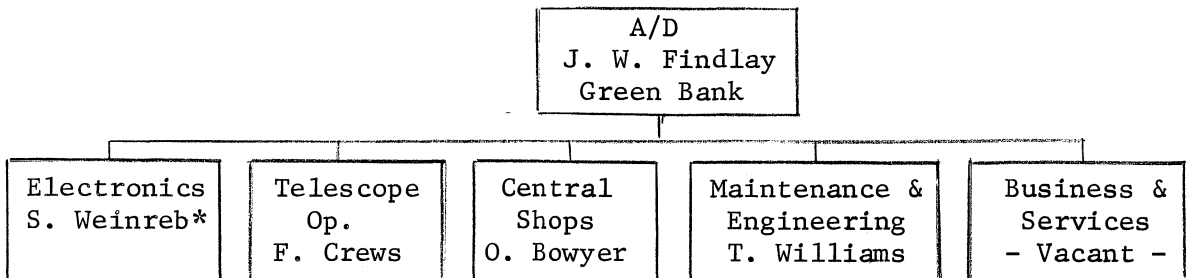 A/D
J. W. Findlay
Green Bank
Electronics
S. Weinreb*
Telescope
Op.
F. Crews
Central
Shops
O. Bowyer
Maintenance &
Engineering
T. Williams
Business &
Services
- Vacant -